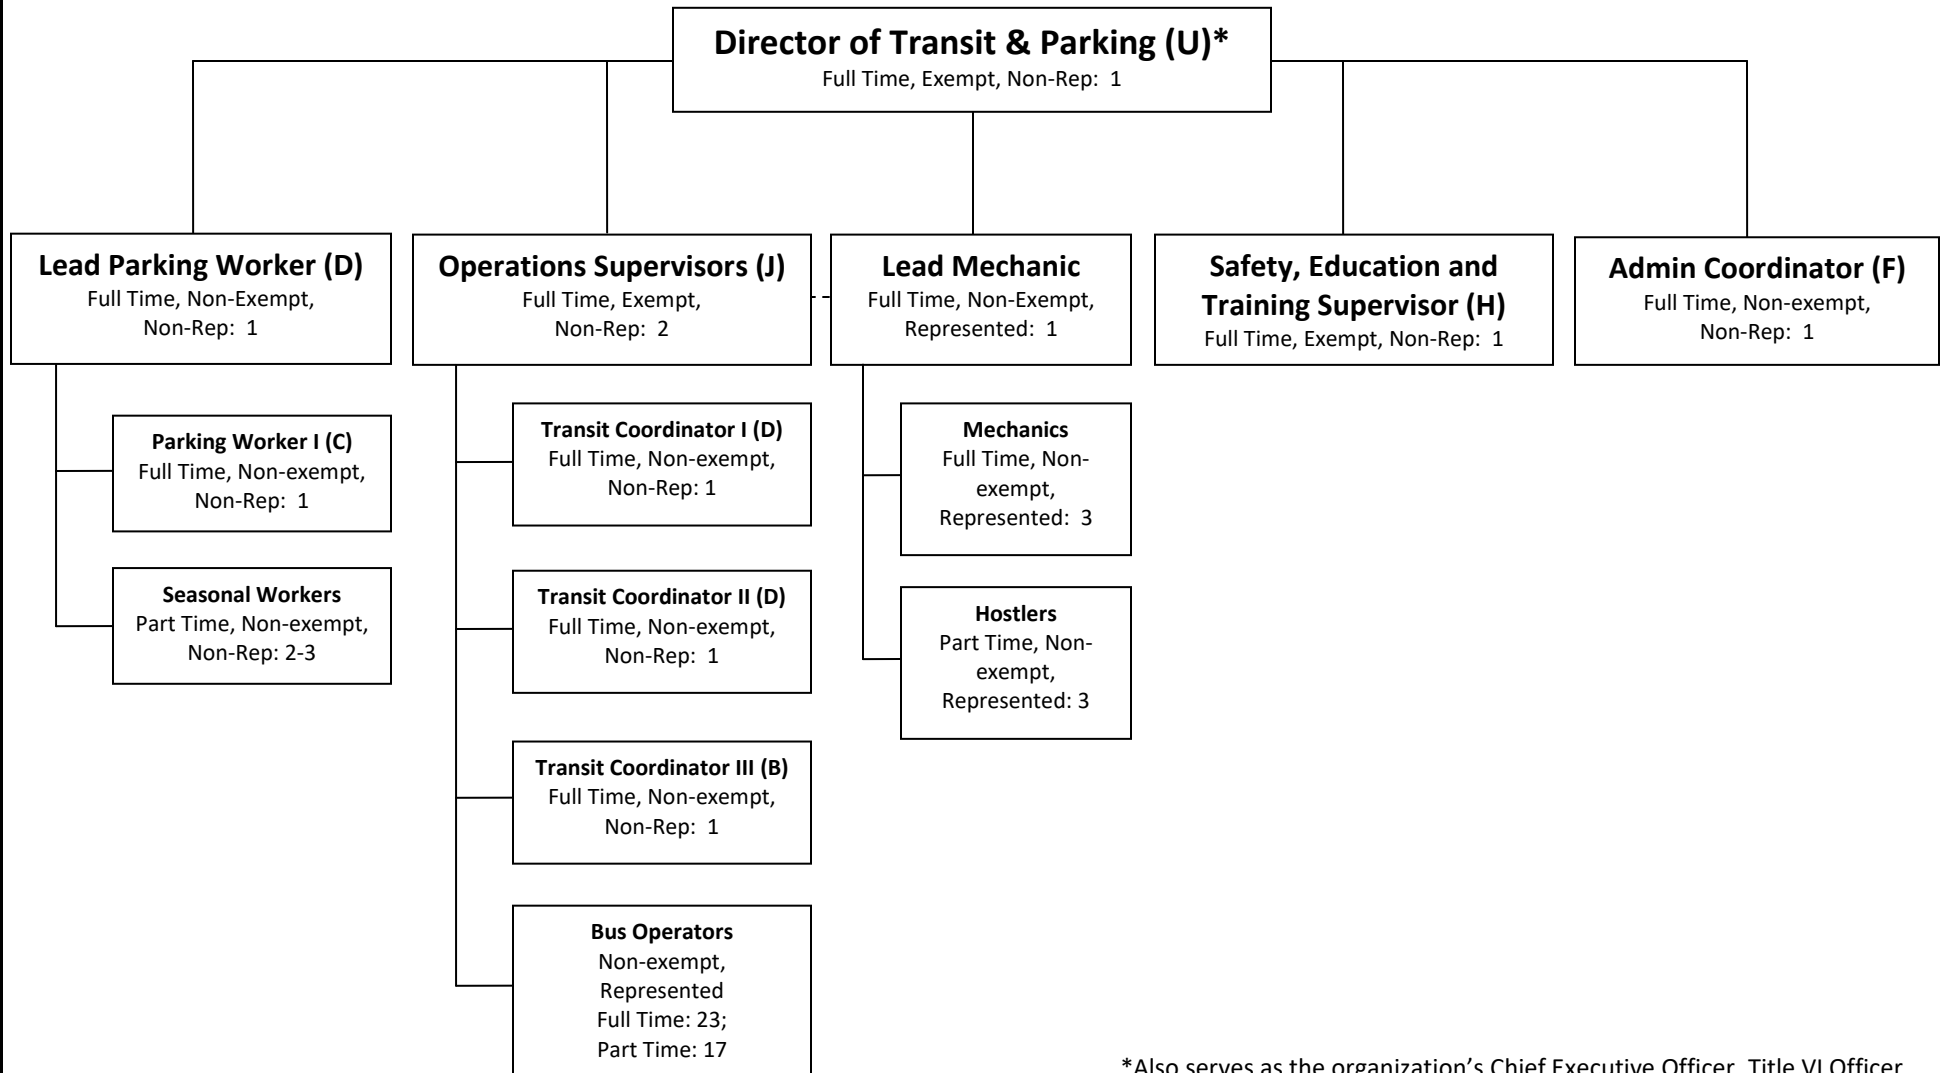 Director of Transit & Parking (U)*
Full Time, Exempt, Non-Rep: 1
Lead Parking Worker (D)
Full Time, Non-Exempt,
Non-Rep: 1
Operations Supervisors (J)
Full Time, Exempt,
Non-Rep: 2
Lead Mechanic
Full Time, Non-Exempt,
Represented: 1
Safety, Education and
Training Supervisor (H)
Full Time, Exempt, Non-Rep: 1
Admin Coordinator (F)
Full Time, Non-exempt,
Non-Rep: 1
Parking Worker I (C)
Full Time, Non-exempt,
Non-Rep: 1
Seasonal Workers
Part Time, Non-exempt,
Non-Rep: 2-3
Transit Coordinator I (D)
Full Time, Non-exempt,
Non-Rep: 1
Transit Coordinator II (D)
Full Time, Non-exempt,
Non-Rep: 1
Transit Coordinator III (B)
Full Time, Non-exempt,
Non-Rep: 1
Bus Operators
Non-exempt,
Represented
Full Time: 23;
Part Time: 17
Mechanics
Full Time, Non-
exempt,
Represented: 3
Hostlers
Part Time, Non-
exempt,
Represented: 3
*Also serves as the organization's Chief Executive Officer, Title VI Officer